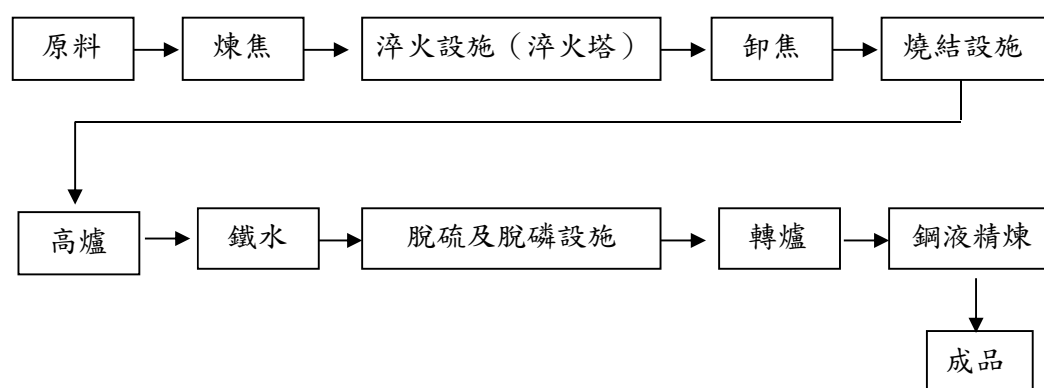 原料
煉焦
淬火設施（淬火塔）
卸焦
燒結設施
高爐
鐵水
脫硫及脫磷設施
轉爐
鋼液精煉
成品